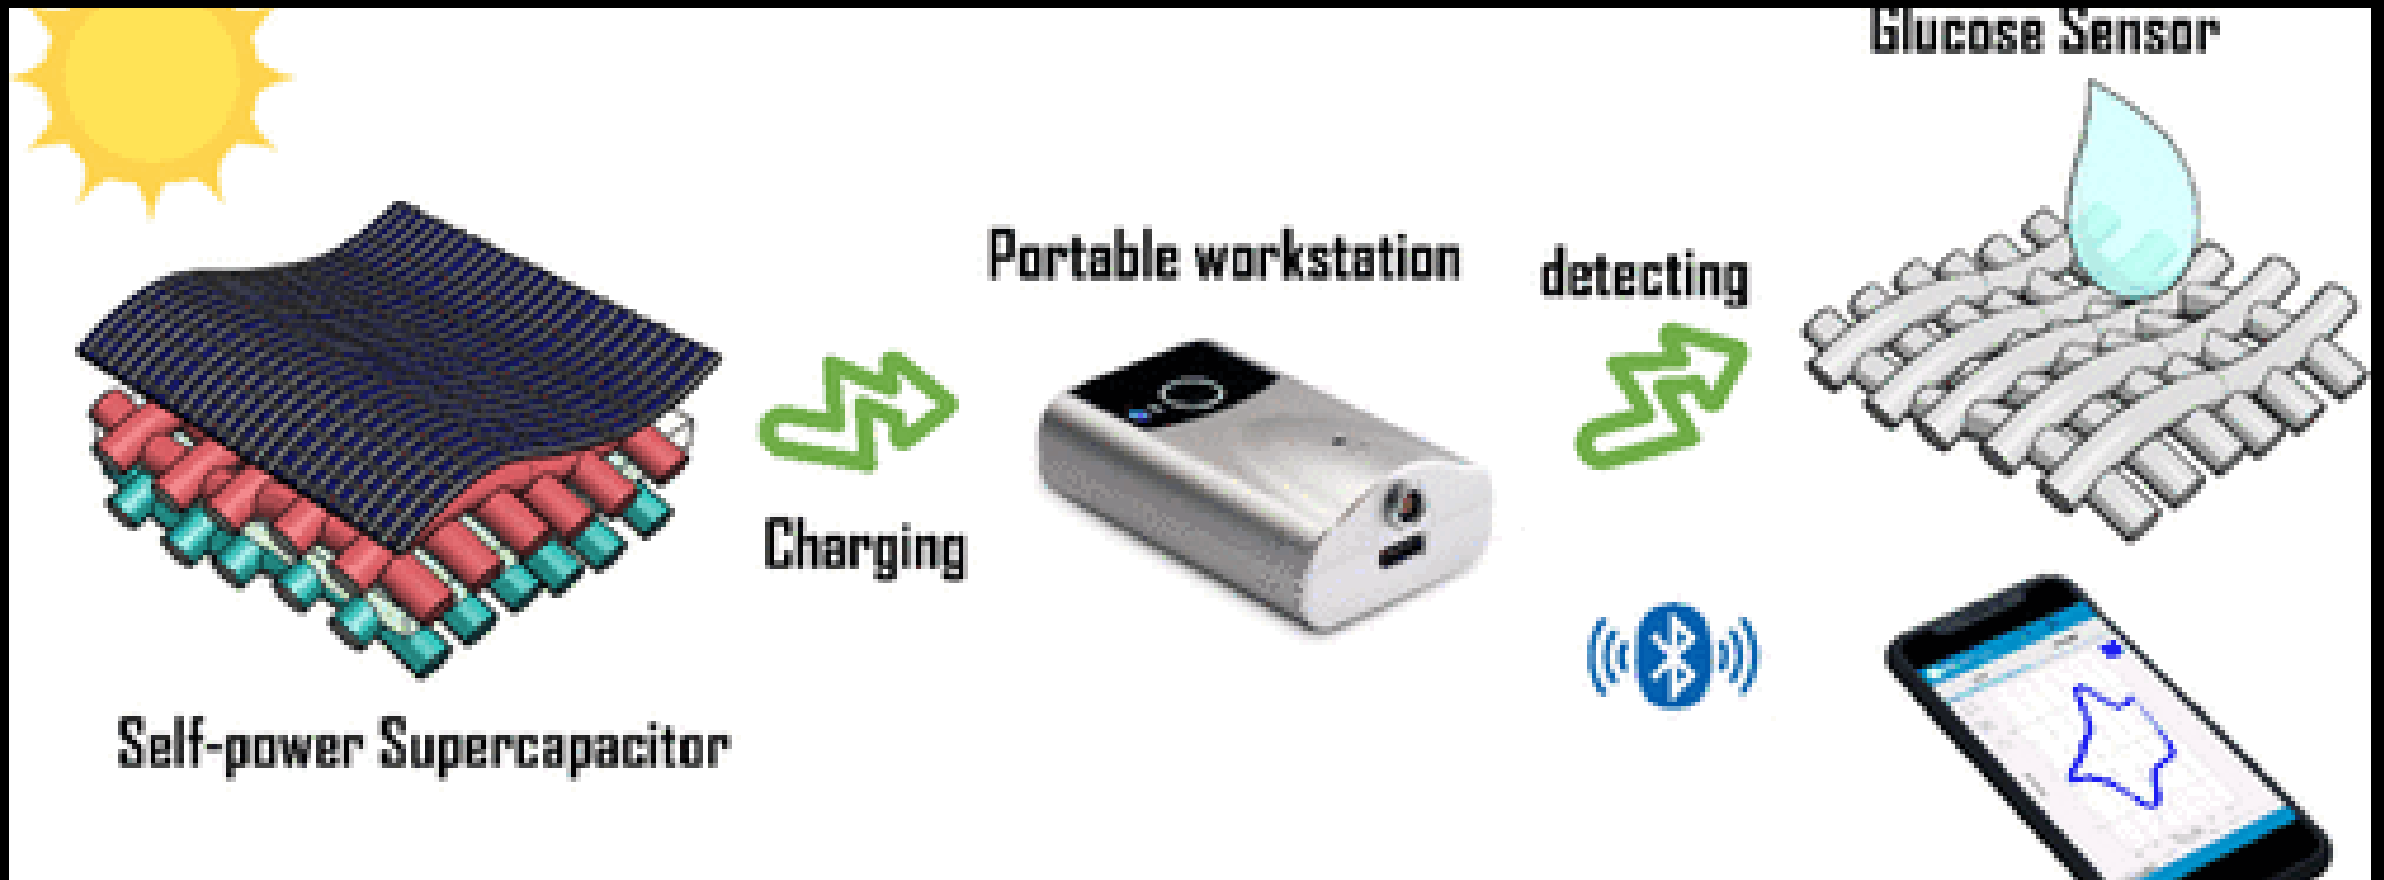 Glucose Sensor
Portable workstation
detecting
Charging
Self-power Supercapacitor